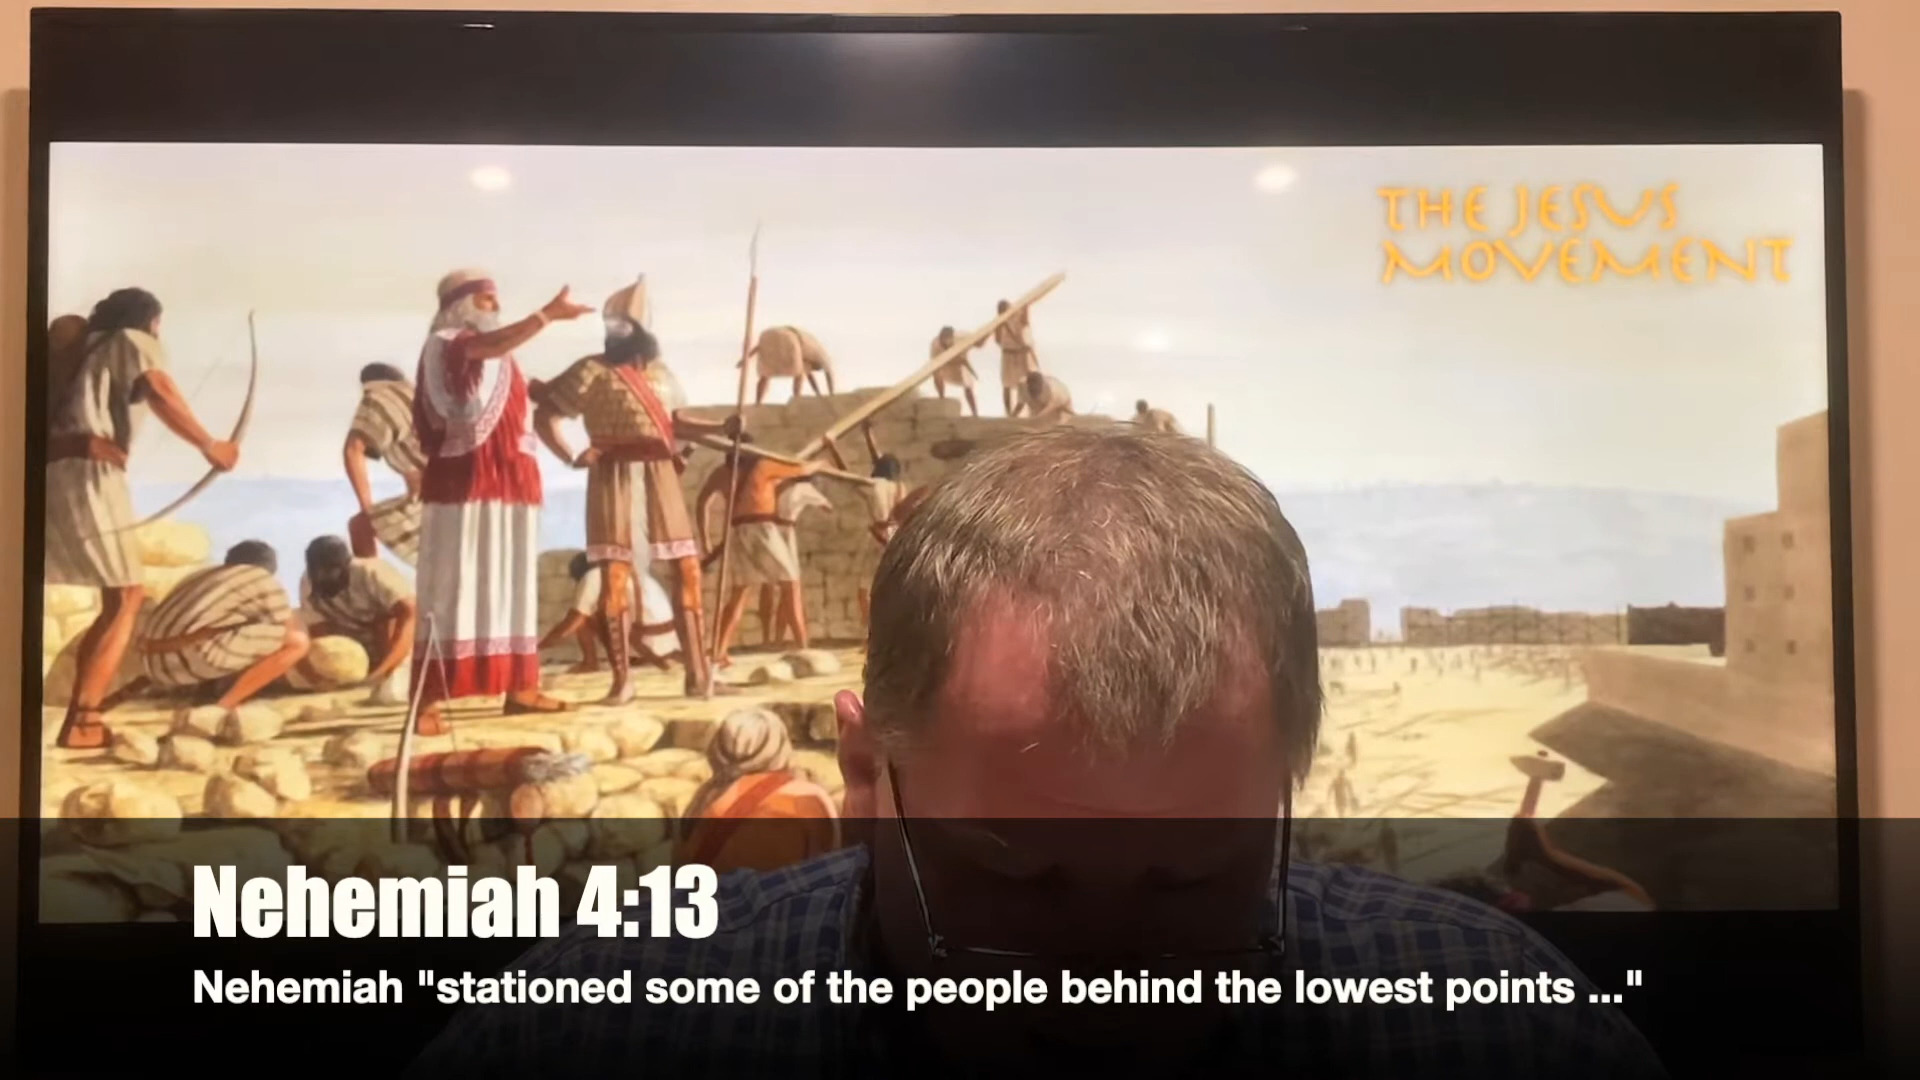 THE JESUS
MOVEMENT
Nehemiah 4:13
Nehemiah "stationed some of the people behind the lowest points ..."